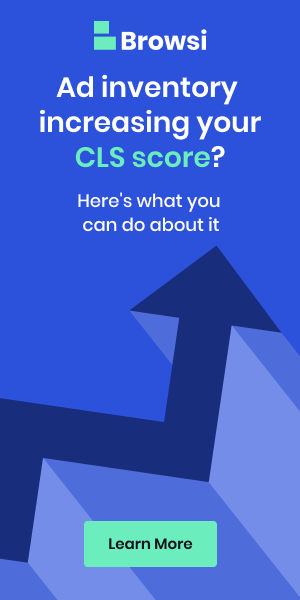 Browsi
Ad inventory
increasing your
CLS score?
Here's what you
can do about it
Learn More